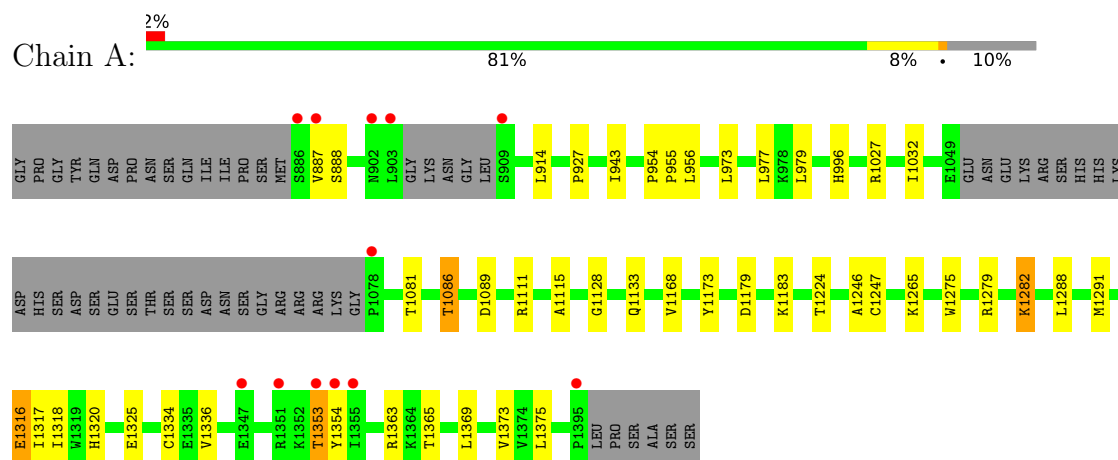 2%
Chain A:
81% 8% • 10%
GLY PRO GLY TYR GLN ASP PRO ASN SER GLN ILE ILE PRO SER MET S886 V887 S888 N902 L903 GLY LYS ASN GLY LEU S909 L914 P927 I943 P954 P955 L956 L973 L977 K978 L979 H996 R1027 I1032 E1049 GLU ASN GLU LYS ARG SER HIS HIS LYS
ASP HIS SER ASP SER GLU SER THR SER SER ASP ASN SER GLY ARG ARG ARG LYS GLY P1078 T1081 T1086 D1089 R1111 A1115 G1128 Q1133 V1168 Y1173 D1179 K1183 T1224 A1246 C1247 K1265 W1275 R1279 K1282 L1288 M1291
E1316 I1317 I1318 W1319 H1320 E1325 C1334 E1335 V1336 E1347 R1351 K1352 T1353 Y1354 I1355 R1363 K1364 T1365 L1369 V1373 V1374 L1375 P1395 LEU PRO SER ALA SER SER